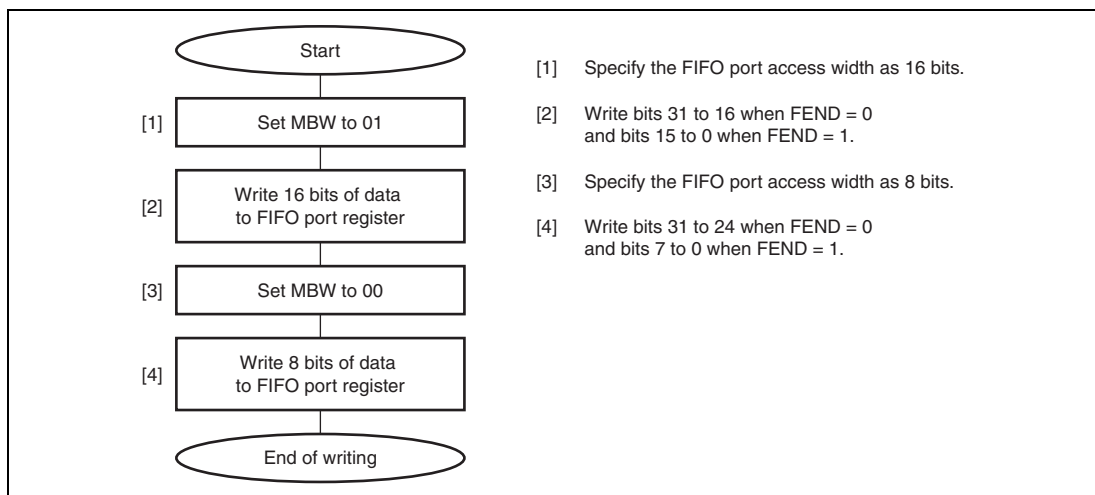 Start
[1] Set MBW to 01
[2] Write 16 bits of data
to FIFO port register
[3] Set MBW to 00
[4] Write 8 bits of data
to FIFO port register
End of writing
[1] Specify the FIFO port access width as 16 bits.
[2] Write bits 31 to 16 when FEND = 0
and bits 15 to 0 when FEND = 1.
[3] Specify the FIFO port access width as 8 bits.
[4] Write bits 31 to 24 when FEND = 0
and bits 7 to 0 when FEND = 1.